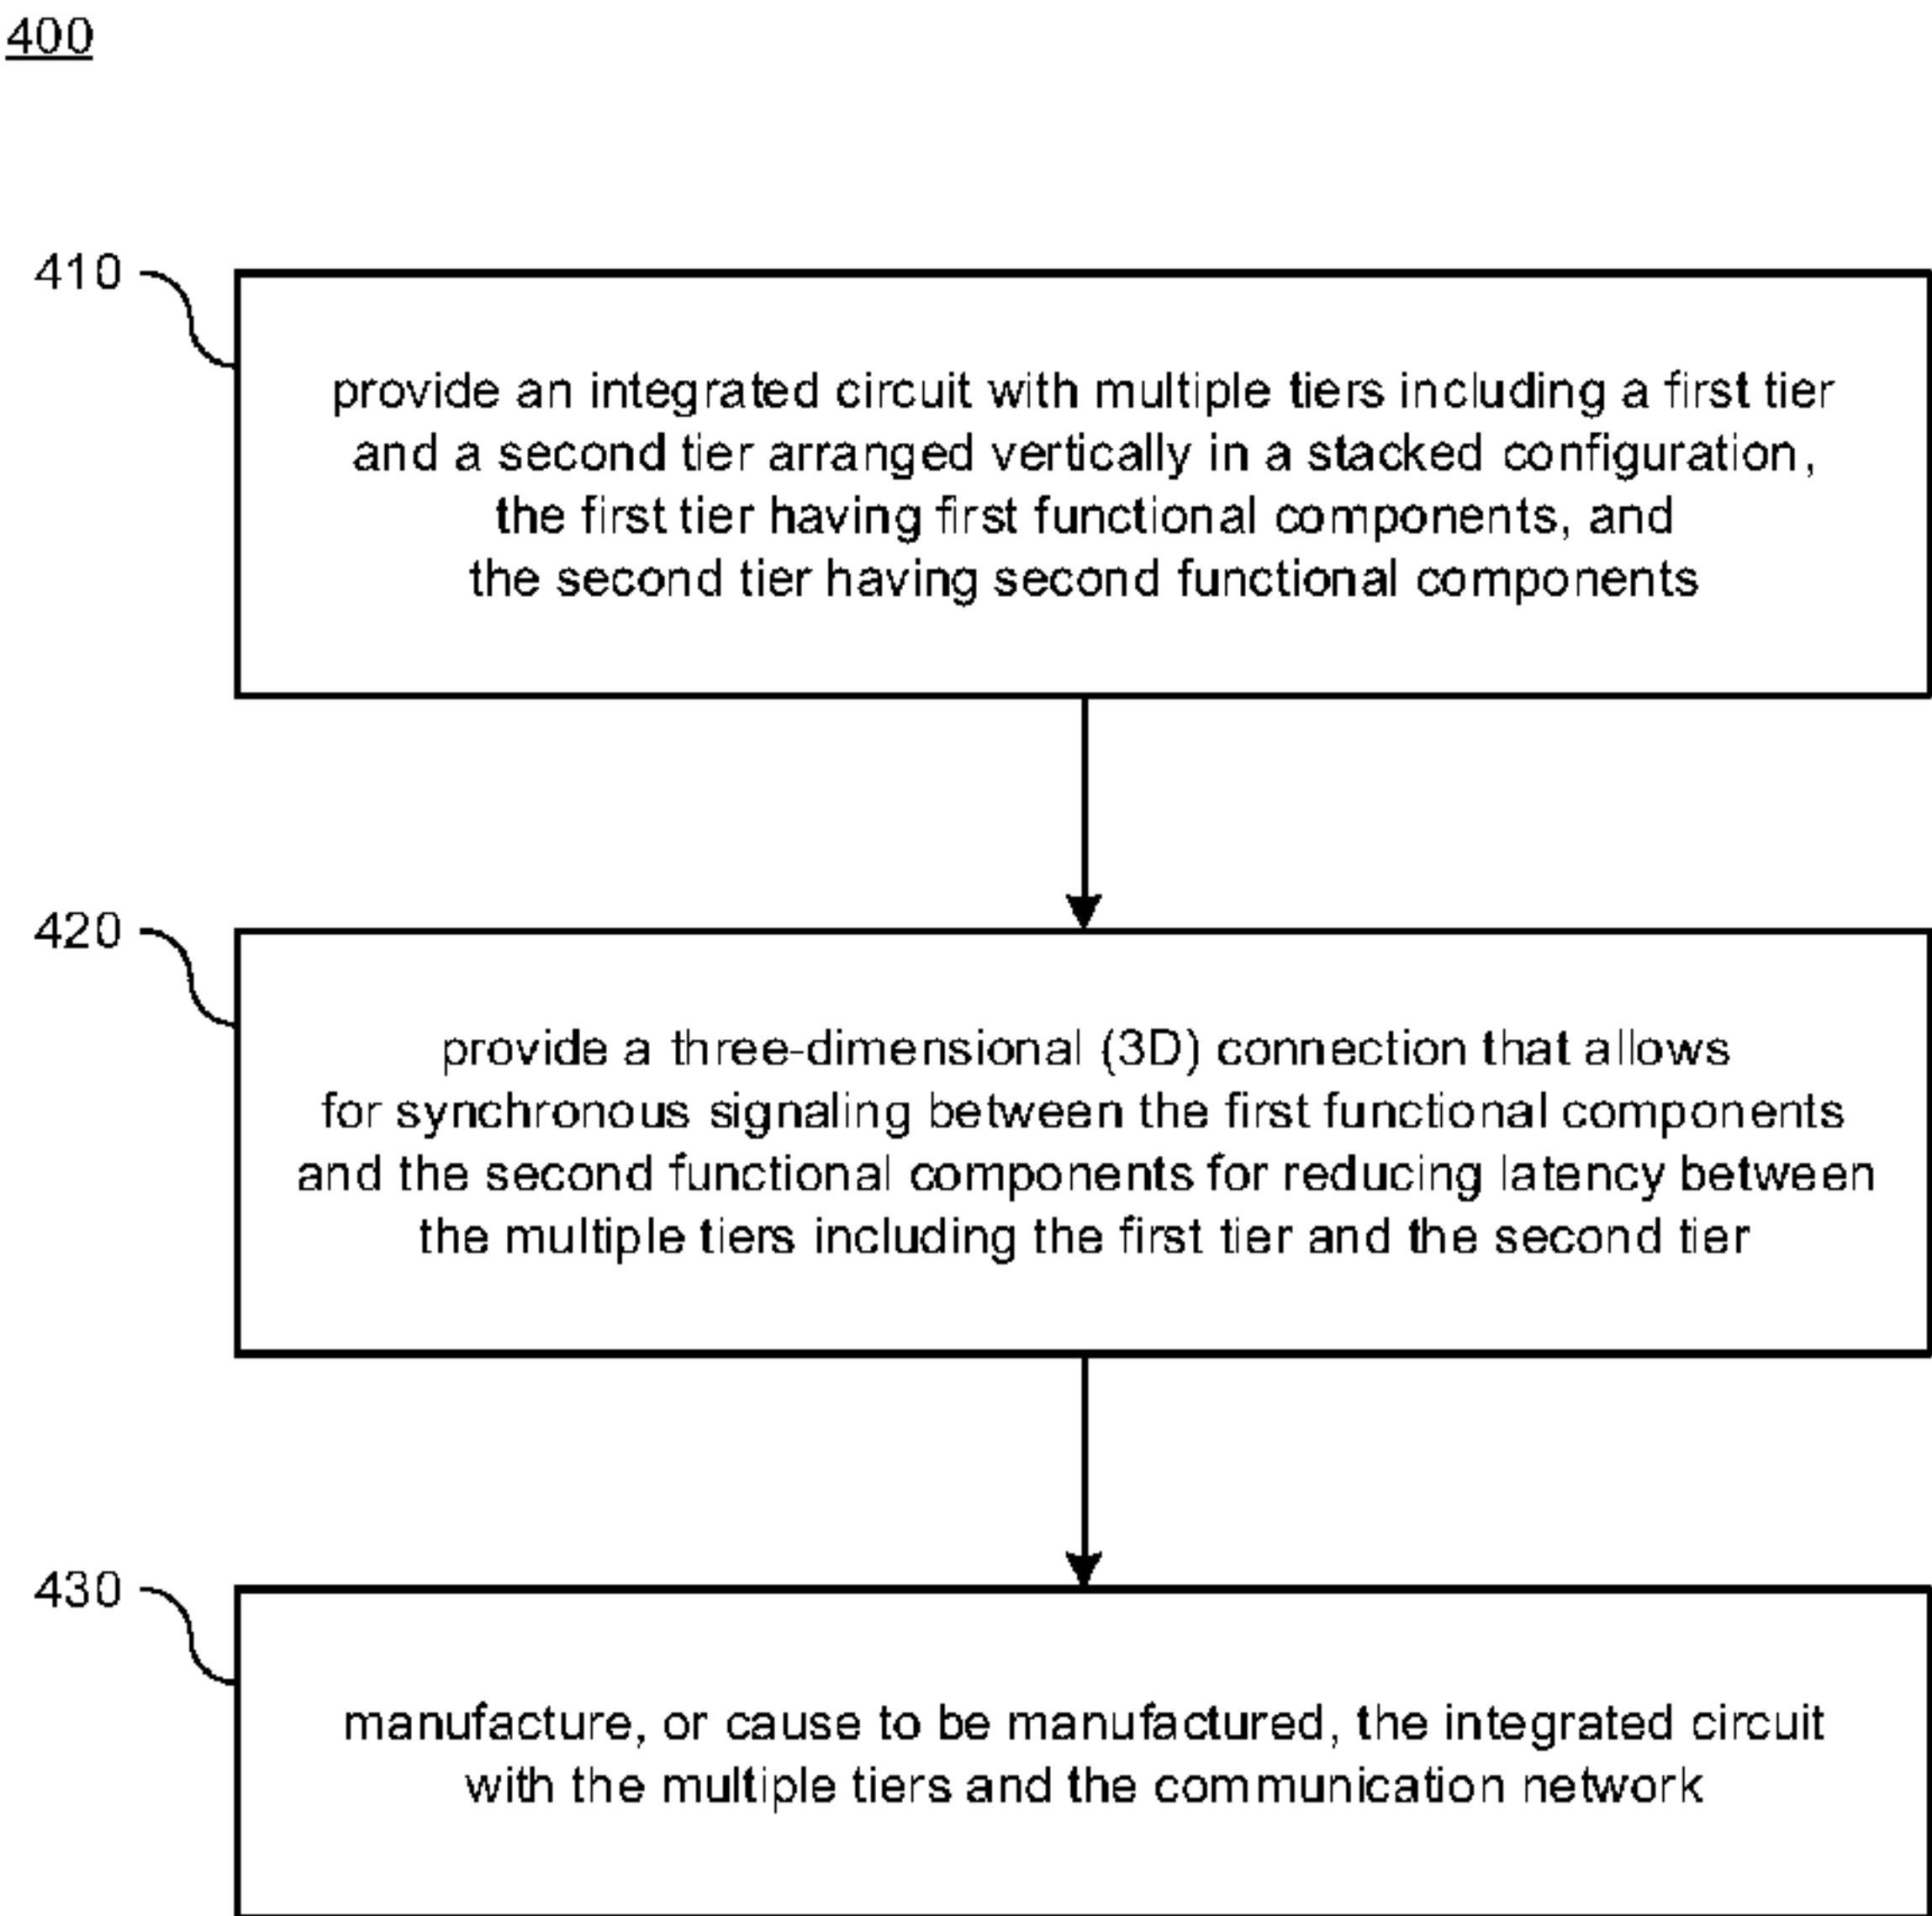 400
410
provide an integrated circuit with multiple tiers including a first tier
and a second tier arranged vertically in a stacked configuration,
the first tier having first functional components, and
the second tier having second functional components
420
provide a three-dimensional (3D) connection that allows
for synchronous signaling between the first functional components
and the second functional components for reducing latency between
the multiple tiers including the first tier and the second tier
430
manufacture, or cause to be manufactured, the integrated circuit
with the multiple tiers and the communication network